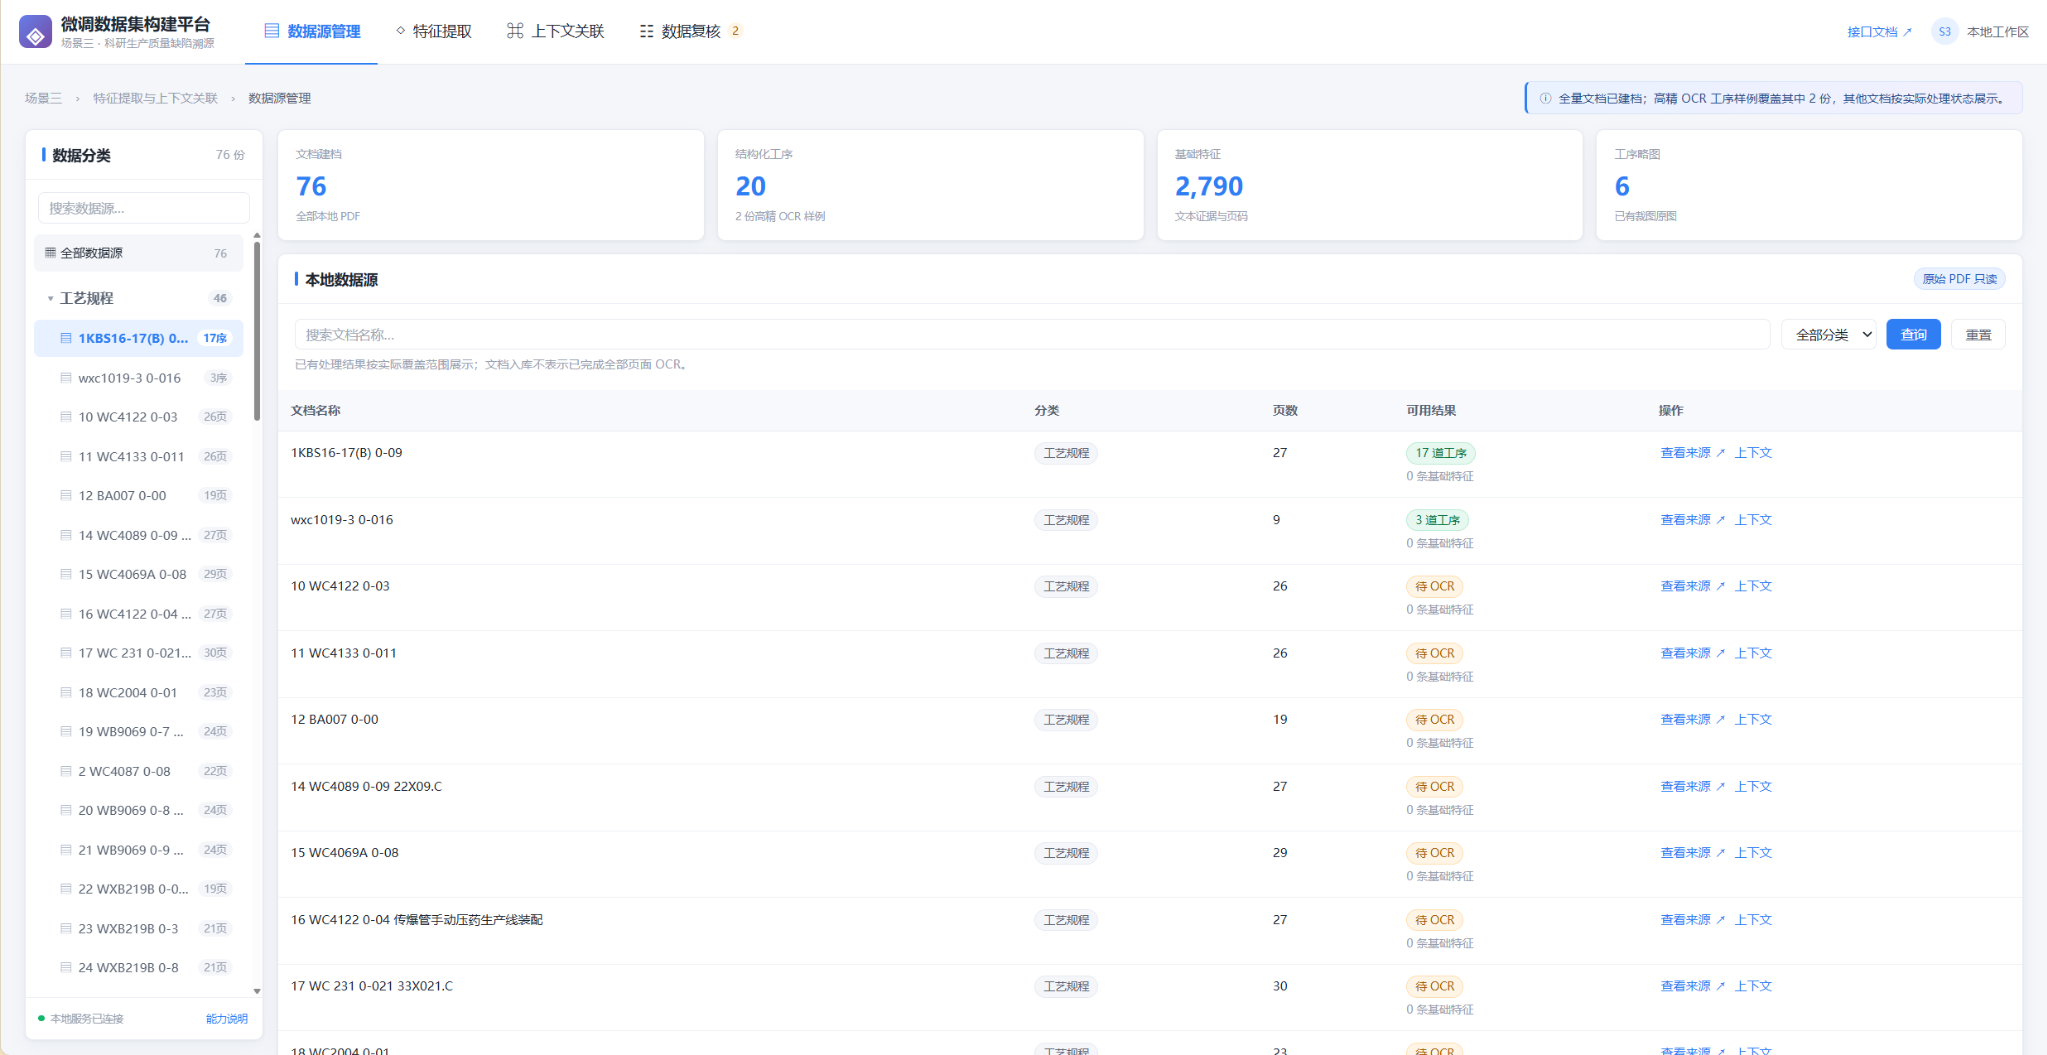 微调数据集构建平台
场景三 · 科研生产质量缺陷溯源
数据源管理
特征提取
上下文关联
数据复核 2
接口文档 ↗
S3 本地工作区
场景三 › 特征提取与上下文关联 › 数据源管理
ⓘ 全量文档已建档；高精 OCR 工序样例覆盖其中 2 份，其他文档按实际处理状态展示。
数据分类 76 份
搜索数据源...
全部数据源 76
▾ 工艺规程 46
1KBS16-17(B) 0... 17序
wxc1019-3 0-016 3序
10 WC4122 0-03 26页
11 WC4133 0-011 26页
12 BA007 0-00 19页
14 WC4089 0-09 ... 27页
15 WC4069A 0-08 29页
16 WC4122 0-04 ... 27页
17 WC 231 0-021... 30页
18 WC2004 0-01 23页
19 WB9069 0-7 ... 24页
2 WC4087 0-08 22页
20 WB9069 0-8 ... 24页
21 WB9069 0-9 ... 24页
22 WXB219B 0-0... 19页
23 WXB219B 0-3 21页
24 WXB219B 0-8 21页
本地服务已连接 能力说明
文档建档
76
全部本地 PDF
结构化工序
20
2 份高精 OCR 样例
基础特征
2,790
文本证据与页码
工序略图
6
已有裁图原图
本地数据源 原始 PDF 只读
搜索文档名称... 全部分类 查询 重置
已有处理结果按实际覆盖范围展示；文档入库不表示已完成全部页面 OCR。
文档名称 分类 页数 可用结果 操作
1KBS16-17(B) 0-09 工艺规程 27 17 道工序 查看来源 ↗ 上下文
0 条基础特征
wxc1019-3 0-016 工艺规程 9 3 道工序 查看来源 ↗ 上下文
0 条基础特征
10 WC4122 0-03 工艺规程 26 待 OCR 查看来源 ↗ 上下文
0 条基础特征
11 WC4133 0-011 工艺规程 26 待 OCR 查看来源 ↗ 上下文
0 条基础特征
12 BA007 0-00 工艺规程 19 待 OCR 查看来源 ↗ 上下文
0 条基础特征
14 WC4089 0-09 22X09.C 工艺规程 27 待 OCR 查看来源 ↗ 上下文
0 条基础特征
15 WC4069A 0-08 工艺规程 29 待 OCR 查看来源 ↗ 上下文
0 条基础特征
16 WC4122 0-04 传爆管手动压药生产线装配 工艺规程 27 待 OCR 查看来源 ↗ 上下文
0 条基础特征
17 WC 231 0-021 33X021.C 工艺规程 30 待 OCR 查看来源 ↗ 上下文
0 条基础特征
18 WC2004 0-01 工艺规程 23 待 OCR 查看来源 ↗ 上下文